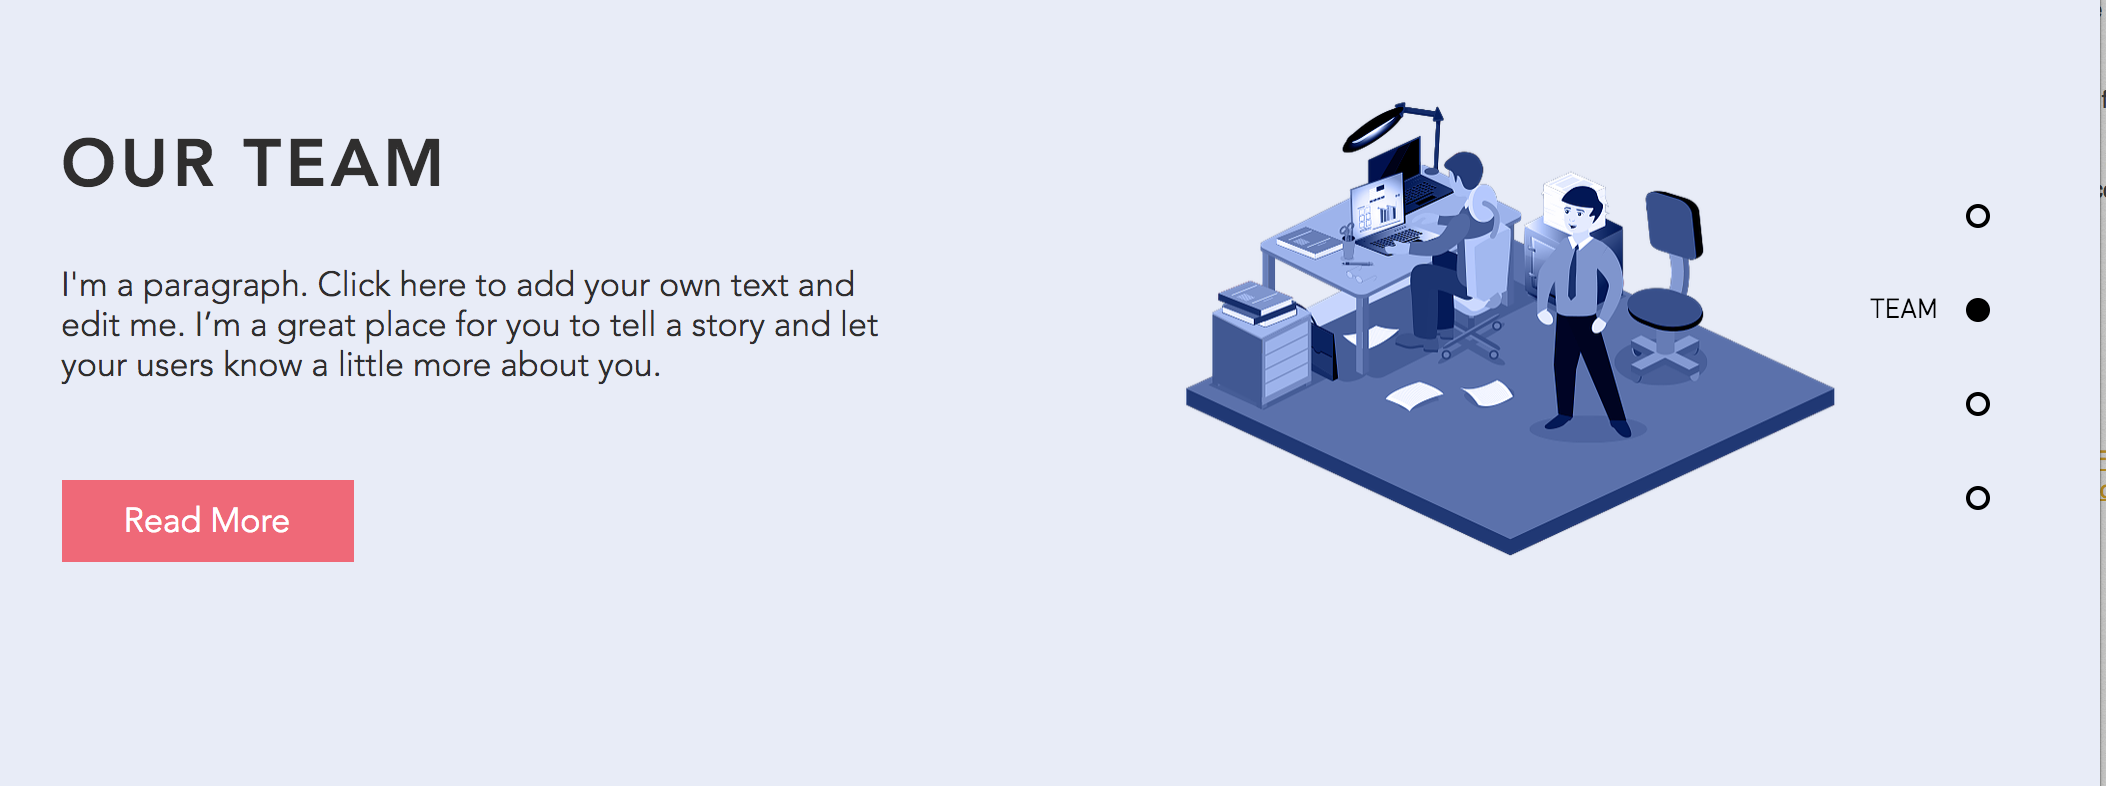 OUR TEAM
I'm a paragraph. Click here to add your own text and
edit me. I’m a great place for you to tell a story and let
your users know a little more about you.
Read More
TEAM